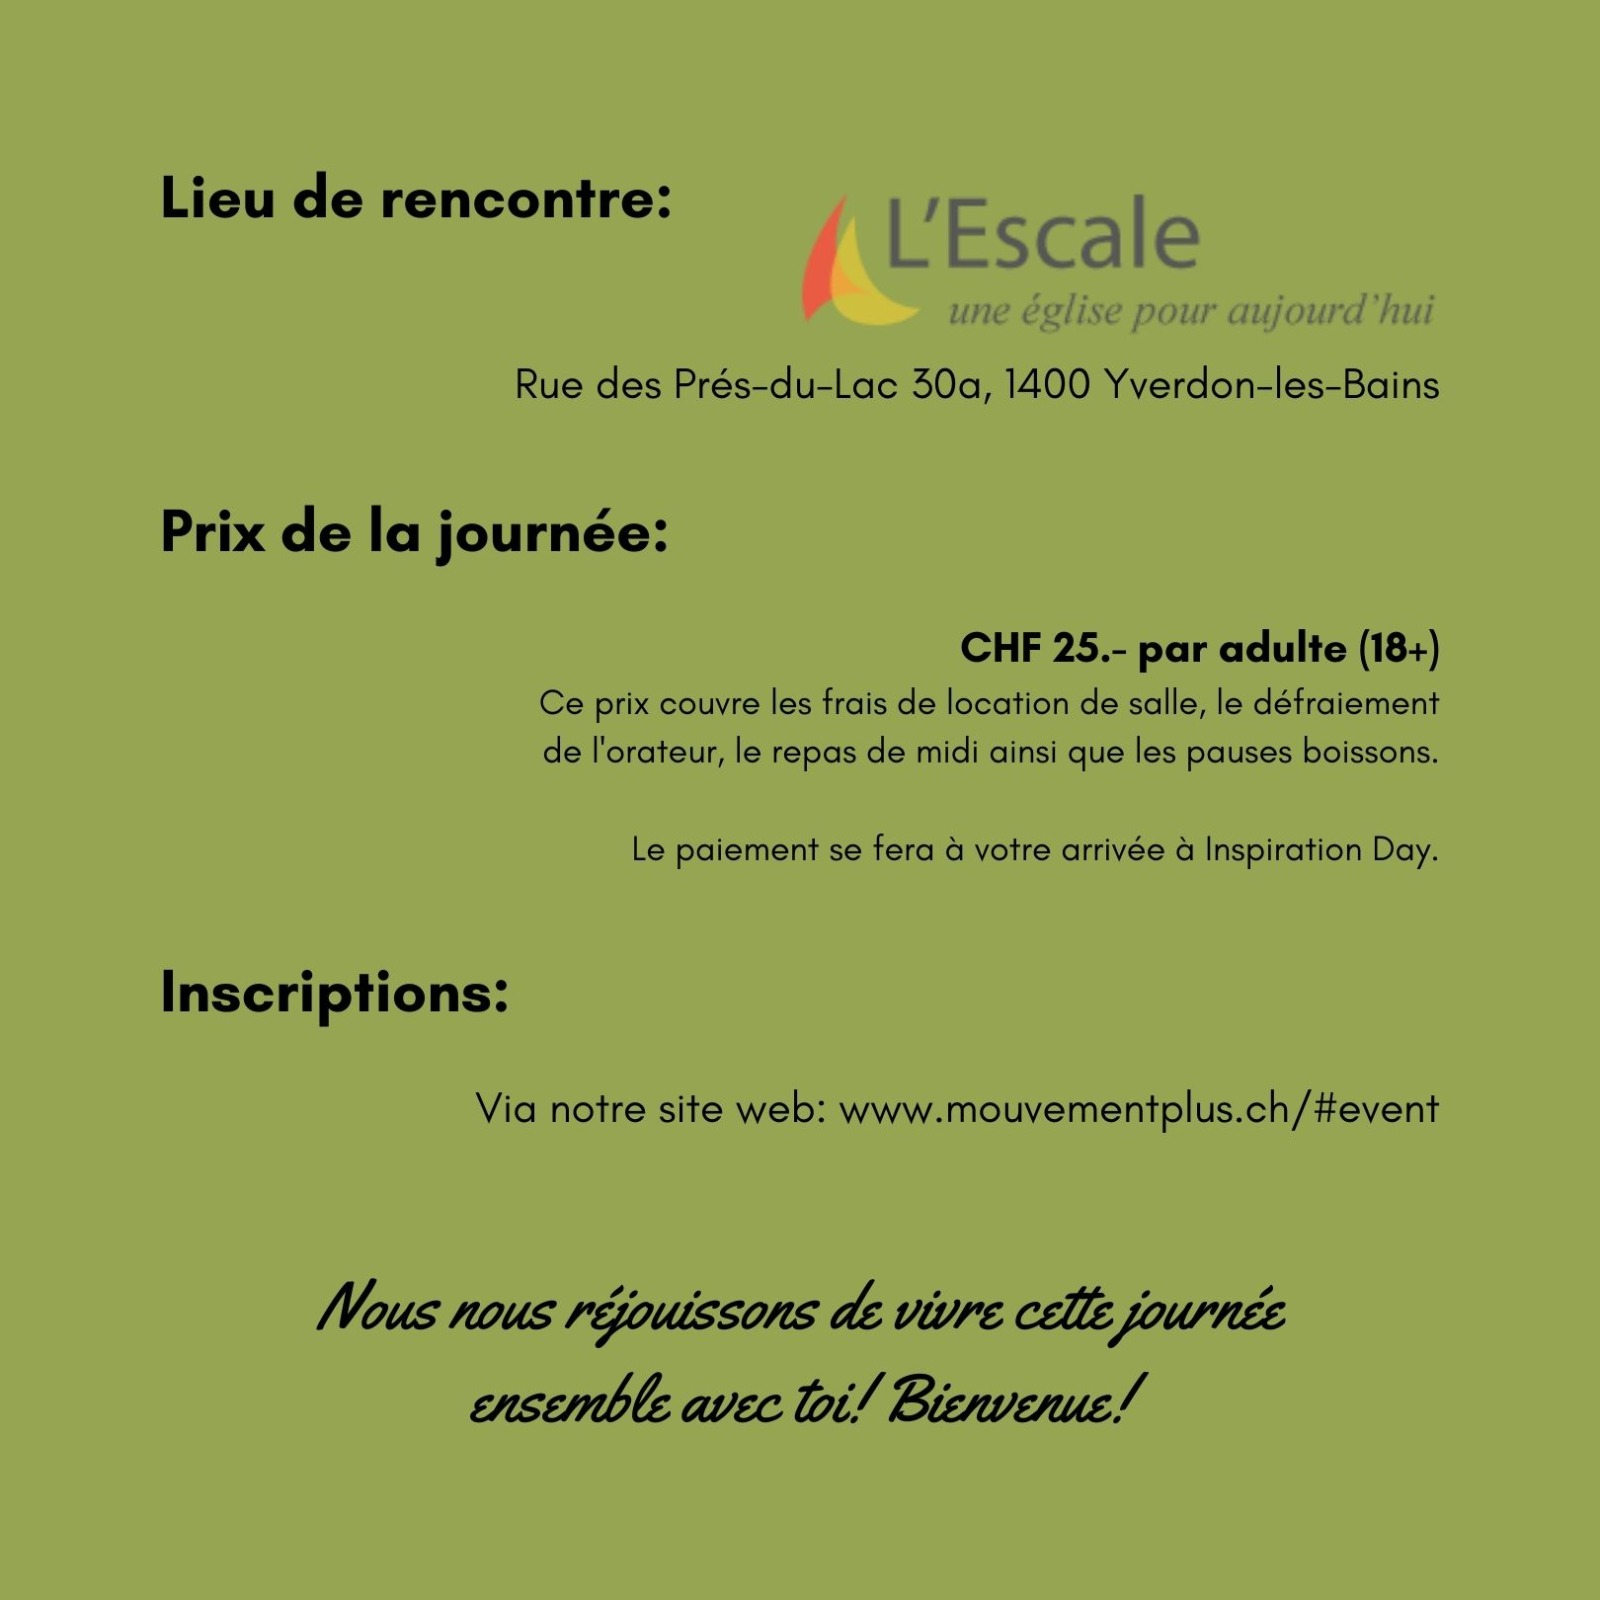 Lieu de rencontre:
L'Escale
une église pour aujourd'hui
Rue des Prés-du-Lac 30a, 1400 Yverdon-les-Bains
Prix de la journée:
CHF 25.- par adulte (18+)
Ce prix couvre les frais de location de salle, le défraiement
de l'orateur, le repas de midi ainsi que les pauses boissons.
Le paiement se fera à votre arrivée à Inspiration Day.
Inscriptions:
Via notre site web: www.mouvementplus.ch/#event
Nous nous réjouissons de vivre cette journée
ensemble avec toi! Bienvenue!